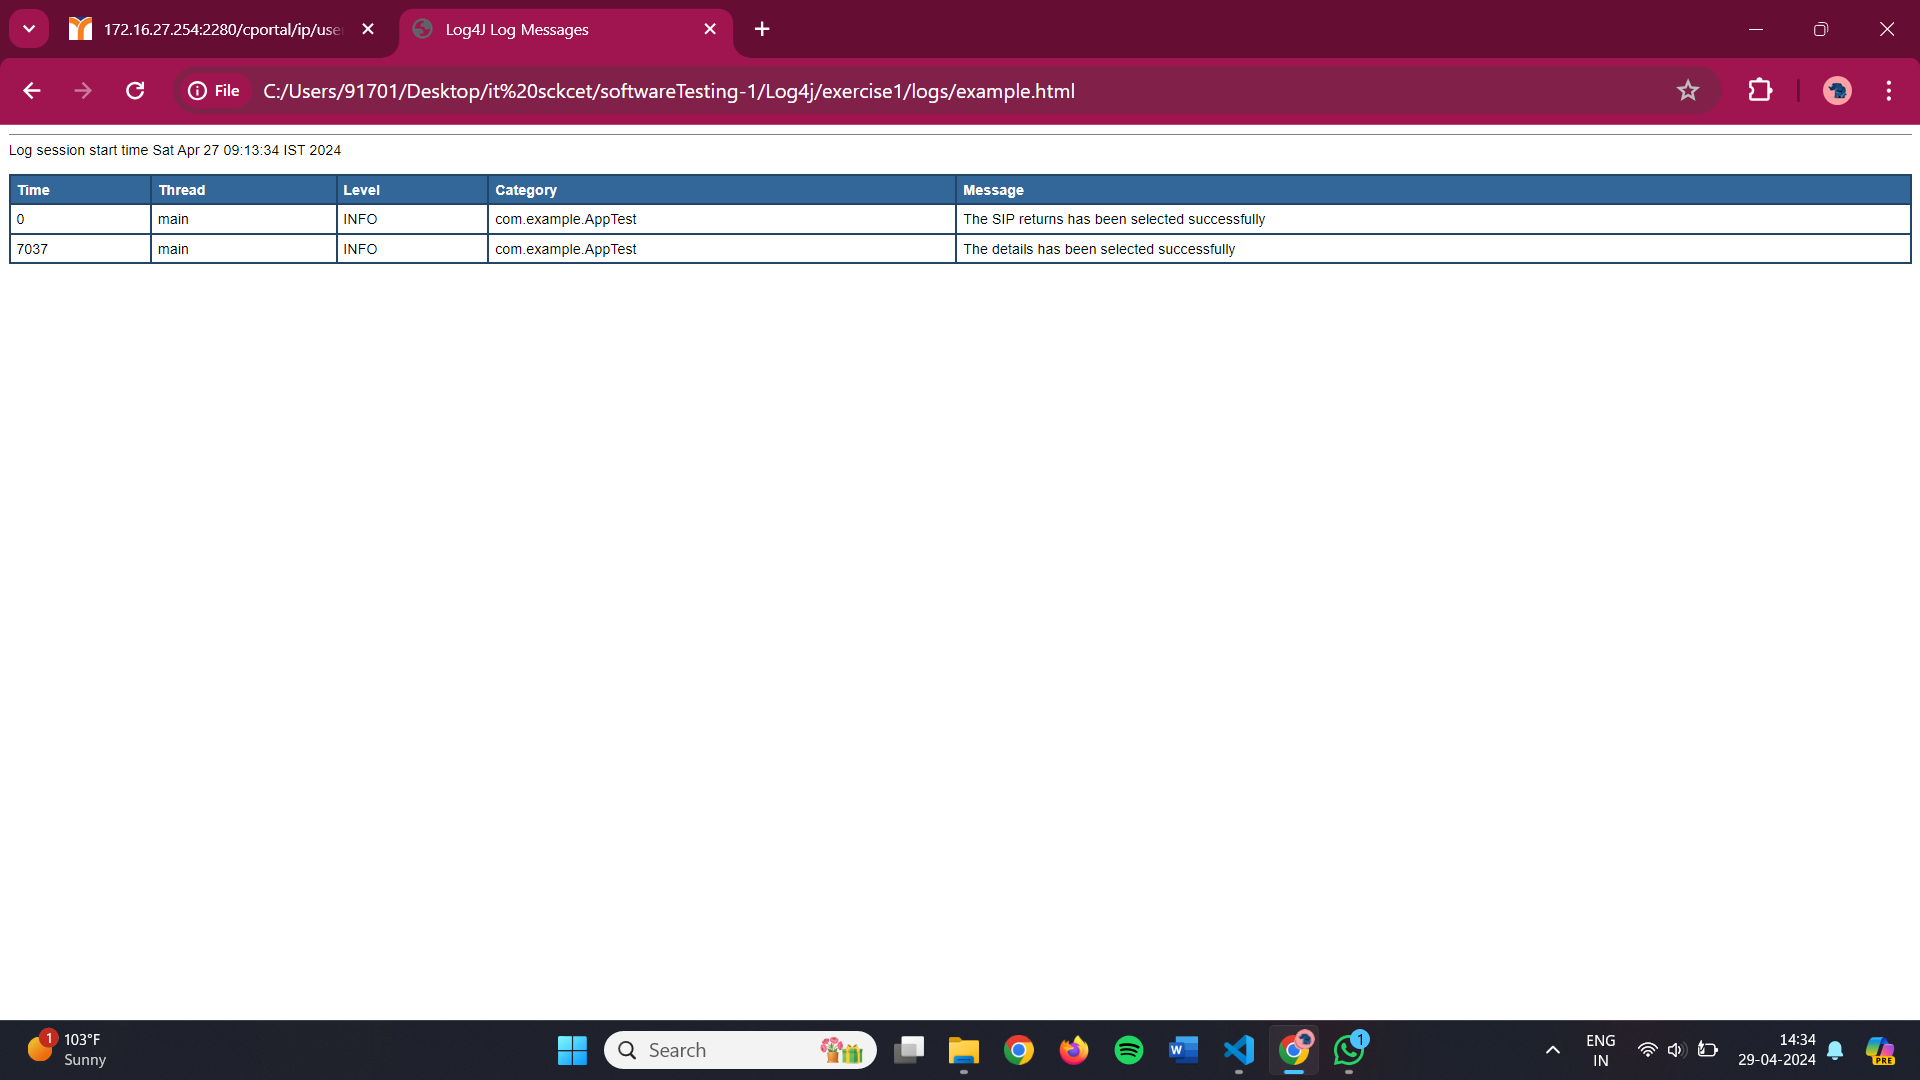 172.16.27.254:2280/cportal/ip/use
Log4J Log Messages
File
C:/Users/91701/Desktop/it%20sckcet/softwareTesting-1/Log4j/exercise1/logs/example.html
Log session start time Sat Apr 27 09:13:34 IST 2024
Time Thread Level Category Message
0 main INFO com.example.AppTest The SIP returns has been selected successfully
7037 main INFO com.example.AppTest The details has been selected successfully
1
103°F
Sunny
Search
W
1
ENG
IN
14:34
29-04-2024
PRE